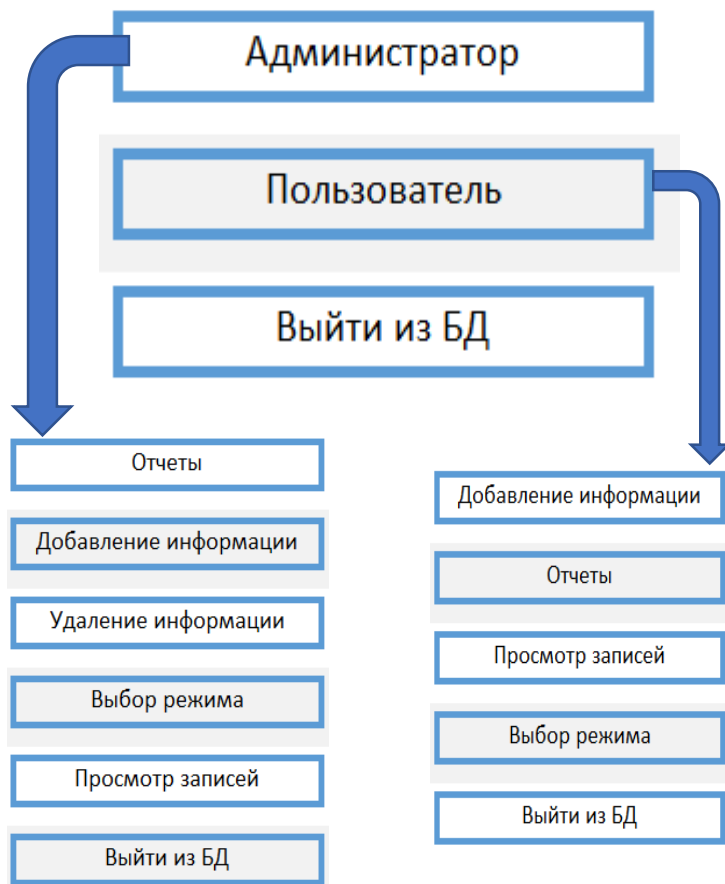 Администратор
Пользователь
Выйти из БД
Отчеты
Добавление информации
Удаление информации
Выбор режима
Просмотр записей
Выйти из БД
Добавление информации
Отчеты
Просмотр записей
Выбор режима
Выйти из БД